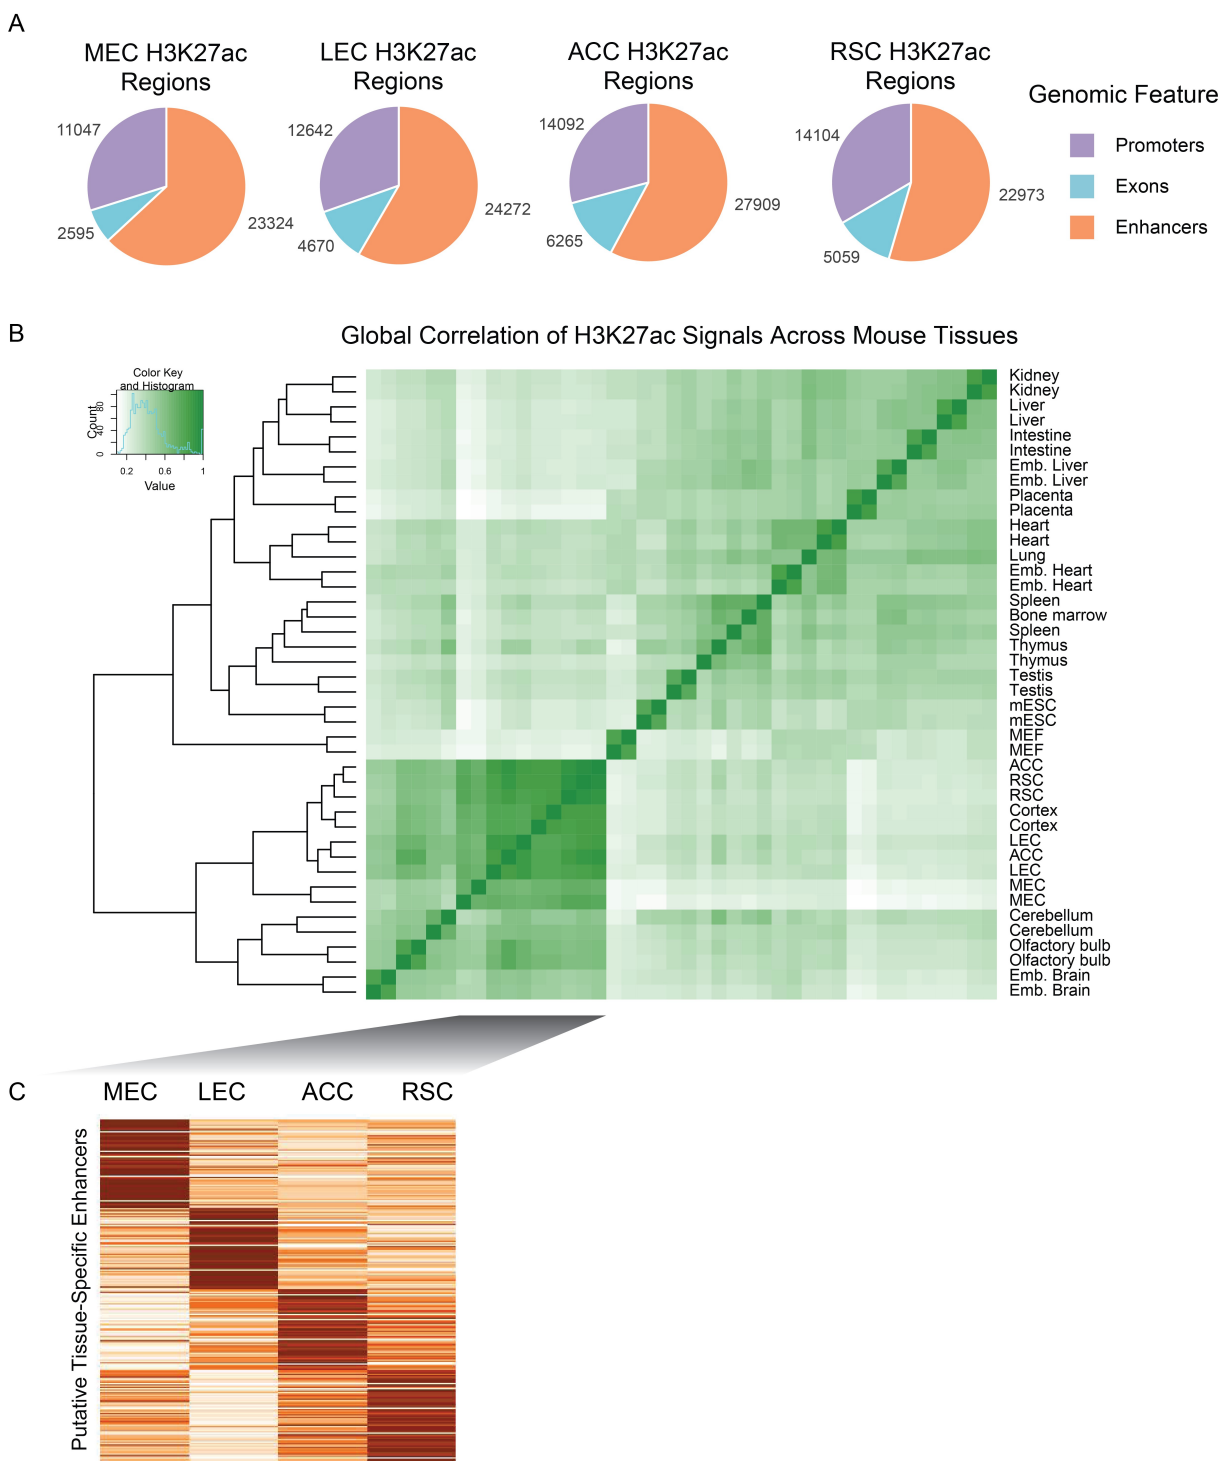 A
MEC H3K27ac
Regions
LEC H3K27ac
Regions
ACC H3K27ac
Regions
RSC H3K27ac
Regions
Genomic Feature
Promoters
Exons
Enhancers
11047
2595
23324
12642
4670
24272
14092
6265
27909
14104
5059
22973
B
Global Correlation of H3K27ac Signals Across Mouse Tissues
Color Key
and Histogram
Count
0
40
80
0.2
0.6
1
Value
Kidney
Kidney
Liver
Liver
Intestine
Intestine
Emb. Liver
Emb. Liver
Placenta
Placenta
Heart
Heart
Lung
Emb. Heart
Emb. Heart
Spleen
Bone marrow
Spleen
Thymus
Thymus
Testis
Testis
mESC
mESC
MEF
MEF
ACC
RSC
RSC
Cortex
Cortex
LEC
ACC
LEC
MEC
MEC
Cerebellum
Cerebellum
Olfactory bulb
Olfactory bulb
Emb. Brain
Emb. Brain
C
MEC
LEC
ACC
RSC
Putative Tissue-Specific Enhancers